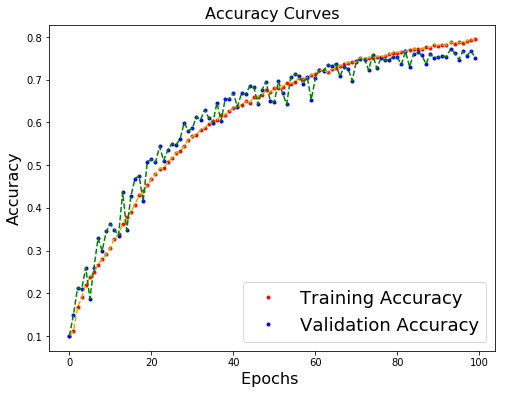 Accuracy Curves
0.8
0.7
0.6
0.5
0.4
0.3
0.2
0.1
Accuracy
Training Accuracy
Validation Accuracy
0 20 40 60 80 100
Epochs